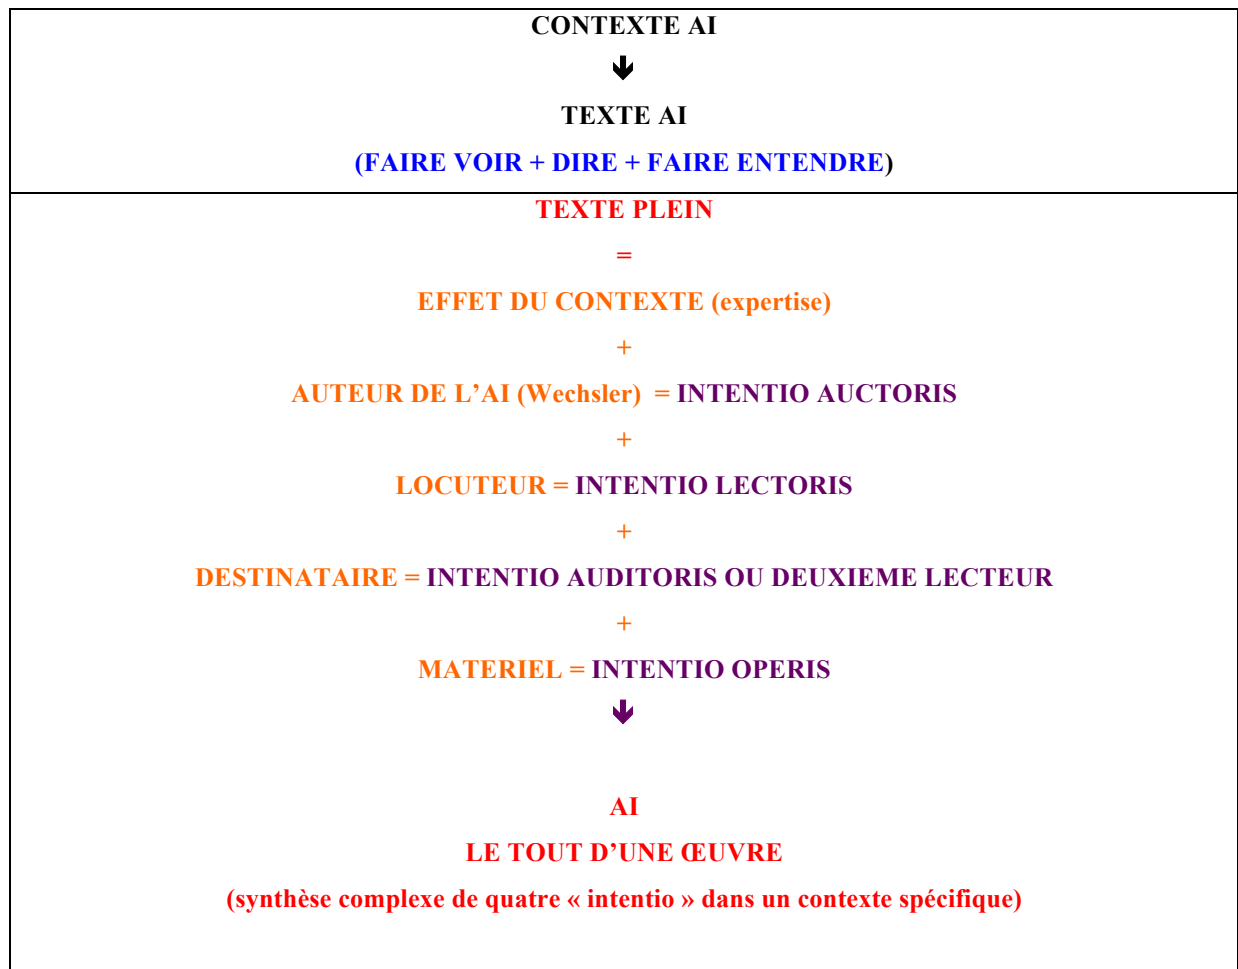 CONTEXTE AI
🡻
TEXTE AI
(FAIRE VOIR + DIRE + FAIRE ENTENDRE)
TEXTE PLEIN
=
EFFET DU CONTEXTE (expertise)
+
AUTEUR DE L’AI (Wechsler) = INTENTIO AUCTORIS
+
LOCUTEUR = INTENTIO LECTORIS
+
DESTINATAIRE = INTENTIO AUDITORIS OU DEUXIEME LECTEUR
+
MATERIEL = INTENTIO OPERIS
🡻
AI
LE TOUT D’UNE ŒUVRE
(synthèse complexe de quatre « intentio » dans un contexte spécifique)